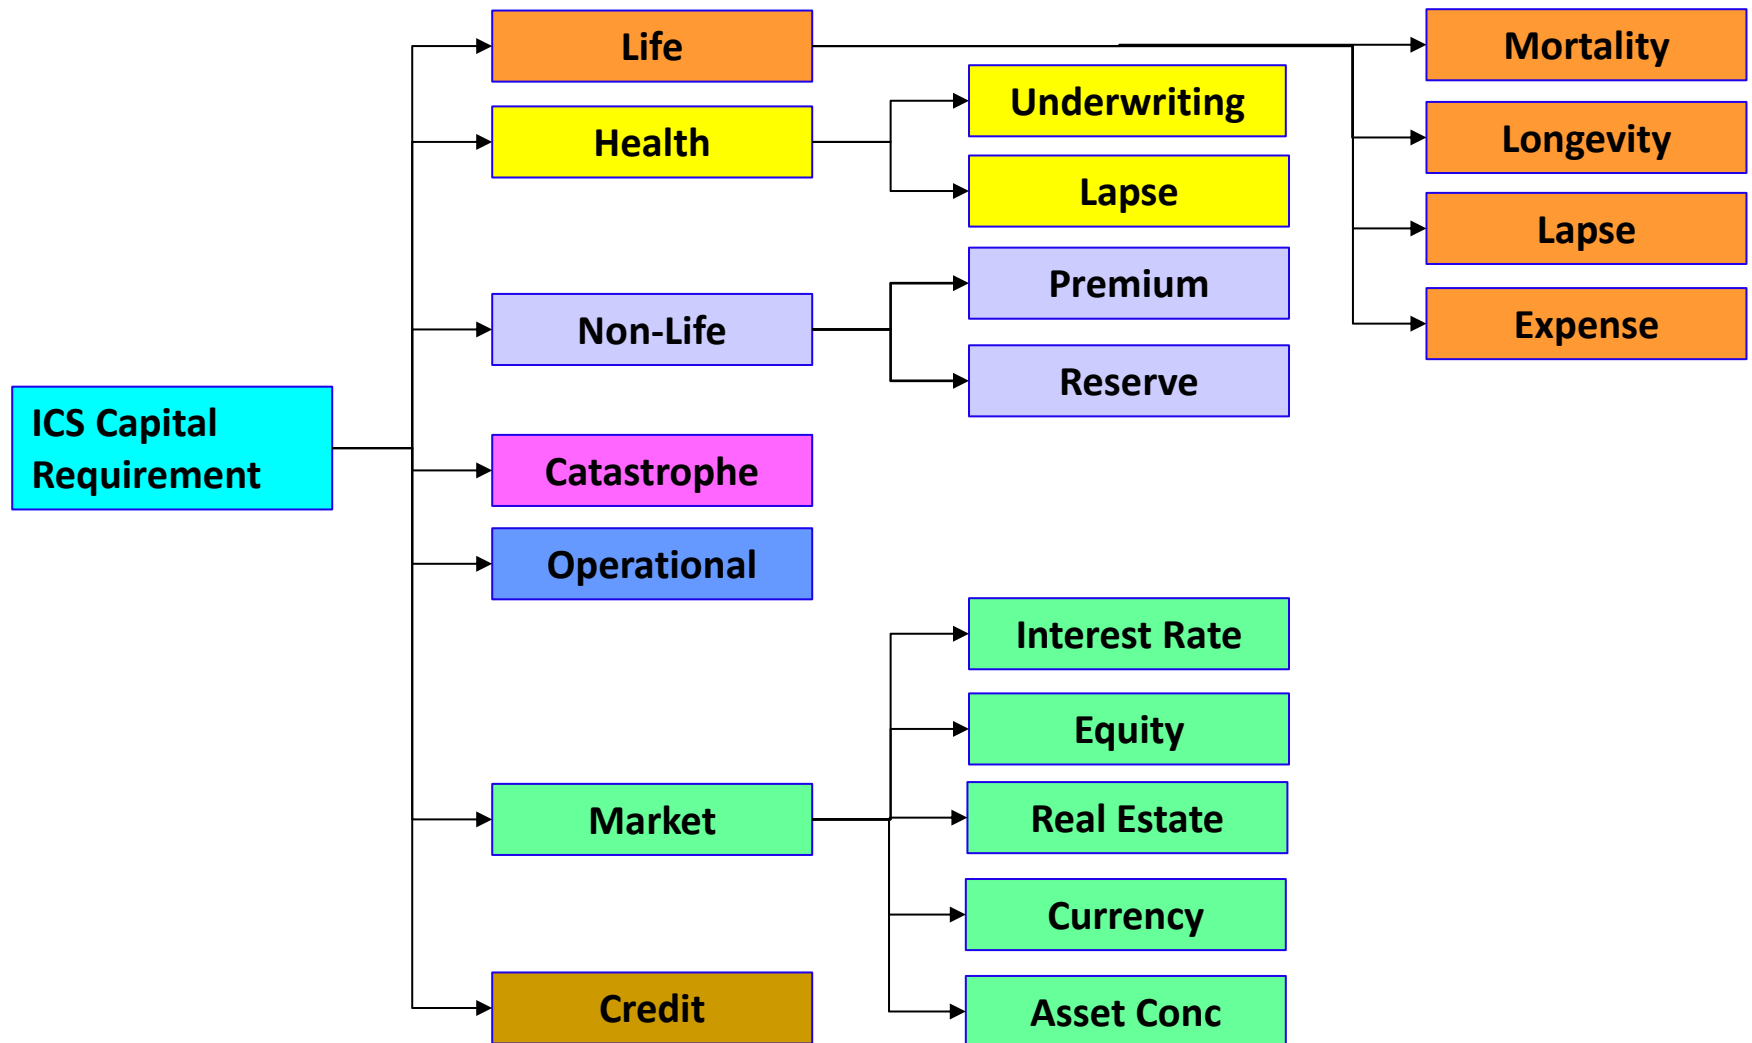 ICS Capital
Requirement
Life
Health
Non-Life
Catastrophe
Operational
Market
Credit
Underwriting
Lapse
Premium
Reserve
Interest Rate
Equity
Real Estate
Currency
Asset Conc
Mortality
Longevity
Lapse
Expense